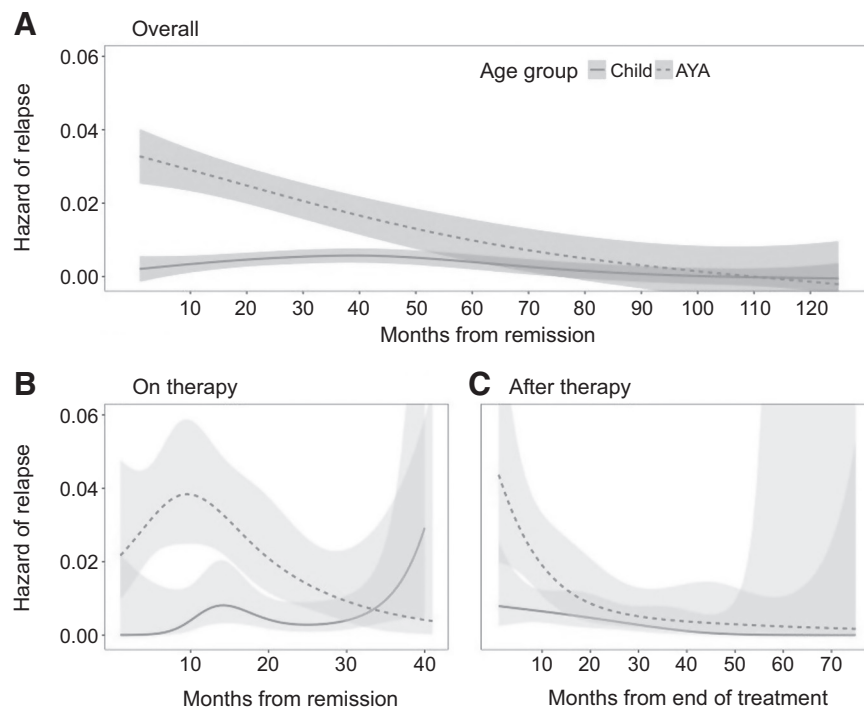 A
Overall
0.06
0.04
0.02
0.00
Hazard of relapse
Age group Child AYA
10 20 30 40 50 60 70 80 90 100 110 120
Months from remission
B
On therapy
0.06
0.04
0.02
0.00
Hazard of relapse
10 20 30 40
Months from remission
C
After therapy
10 20 30 40 50 60 70
Months from end of treatment